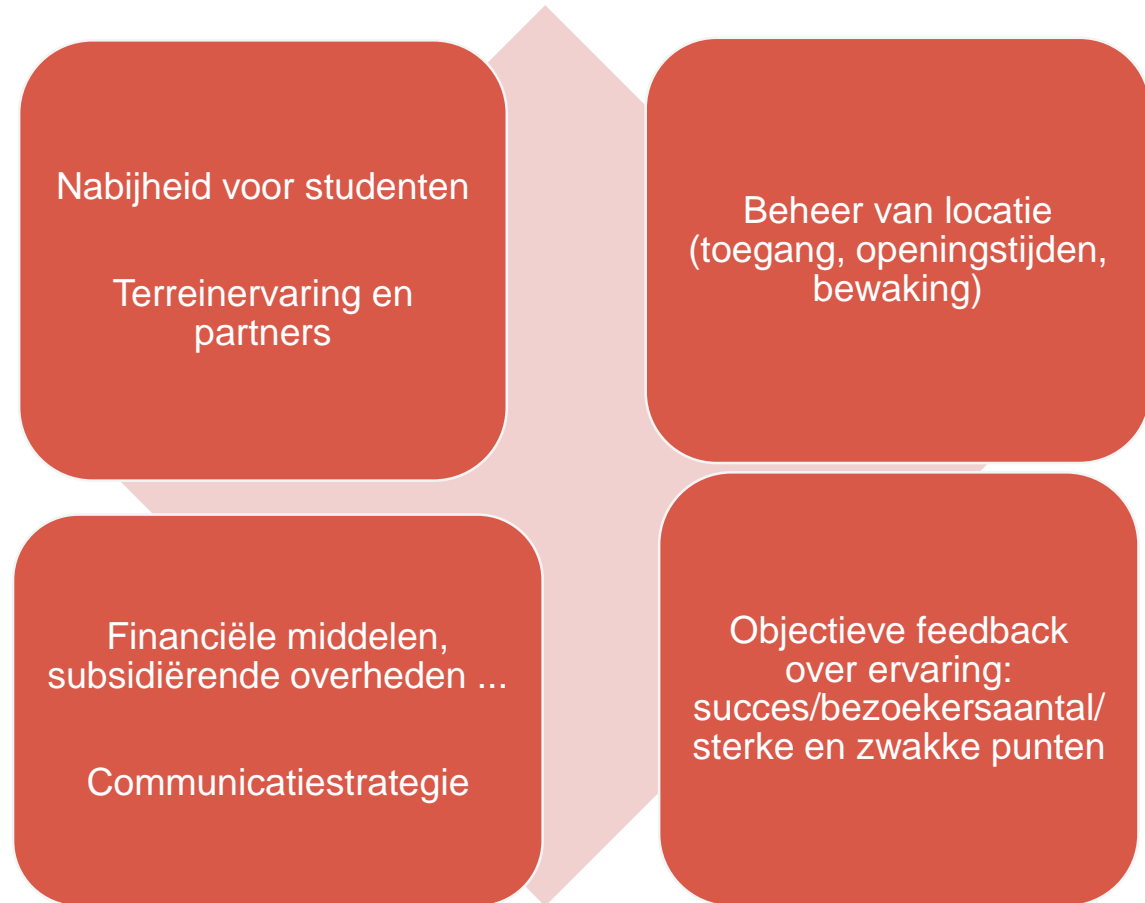 Nabijheid voor studenten
Terreinervaring en
partners
Beheer van locatie
(toegang, openingstijden,
bewaking)
Financiële middelen,
subsidiërende overheden ...
Communicatiestrategie
Objectieve feedback
over ervaring:
succes/bezoekersaantal/
sterke en zwakke punten